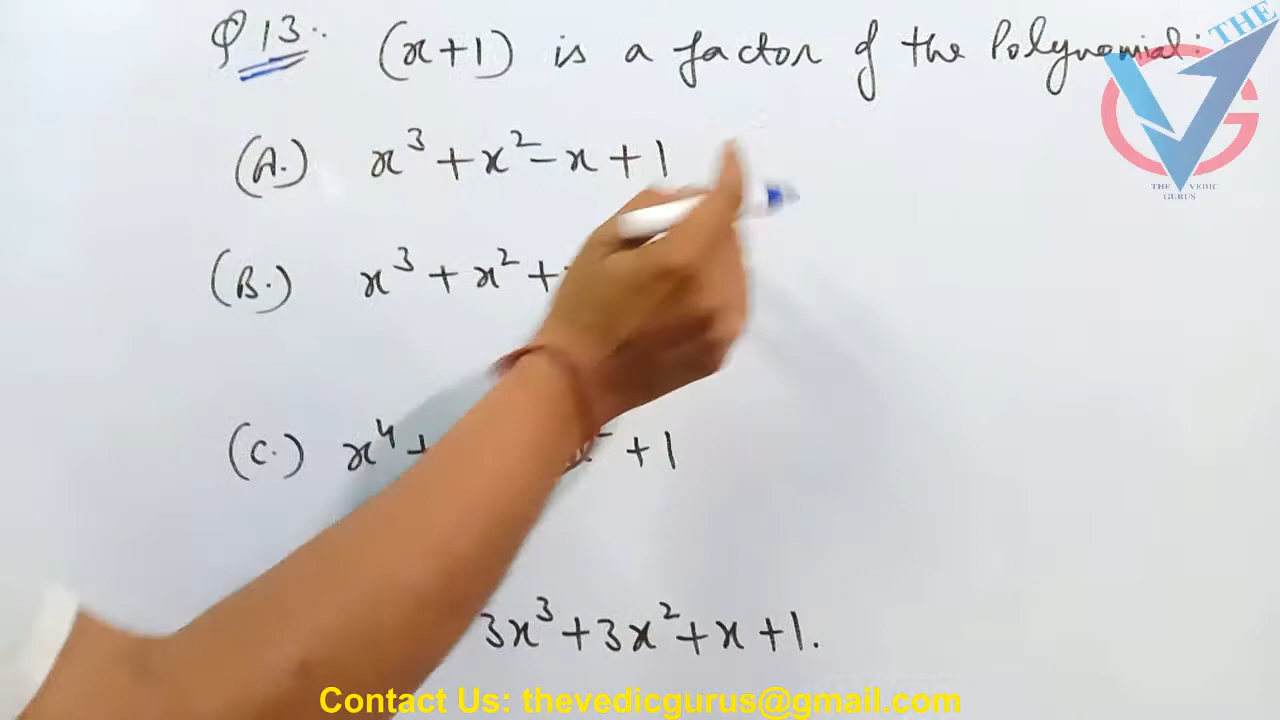 Q 13.
(x+1) is a factor of the Polynomial:
(A.) x³ + x² - x + 1
(B.) x³ + x² +
(C.) x⁴ + + 1
3x³ + 3x² + x + 1.
THE
VG
THE VEDIC
GURUS
Contact Us: thevedicgurus@gmail.com